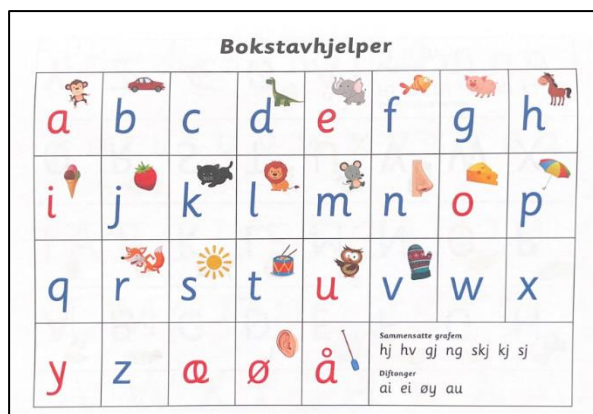 Bokstavhjelper
a b c d e f g h
i j k l m n o p
q r s t u v w x
y z æ ø å
Sammensatte grafem
hj hv gj ng skj kj sj
Diftonger
ai ei øy au